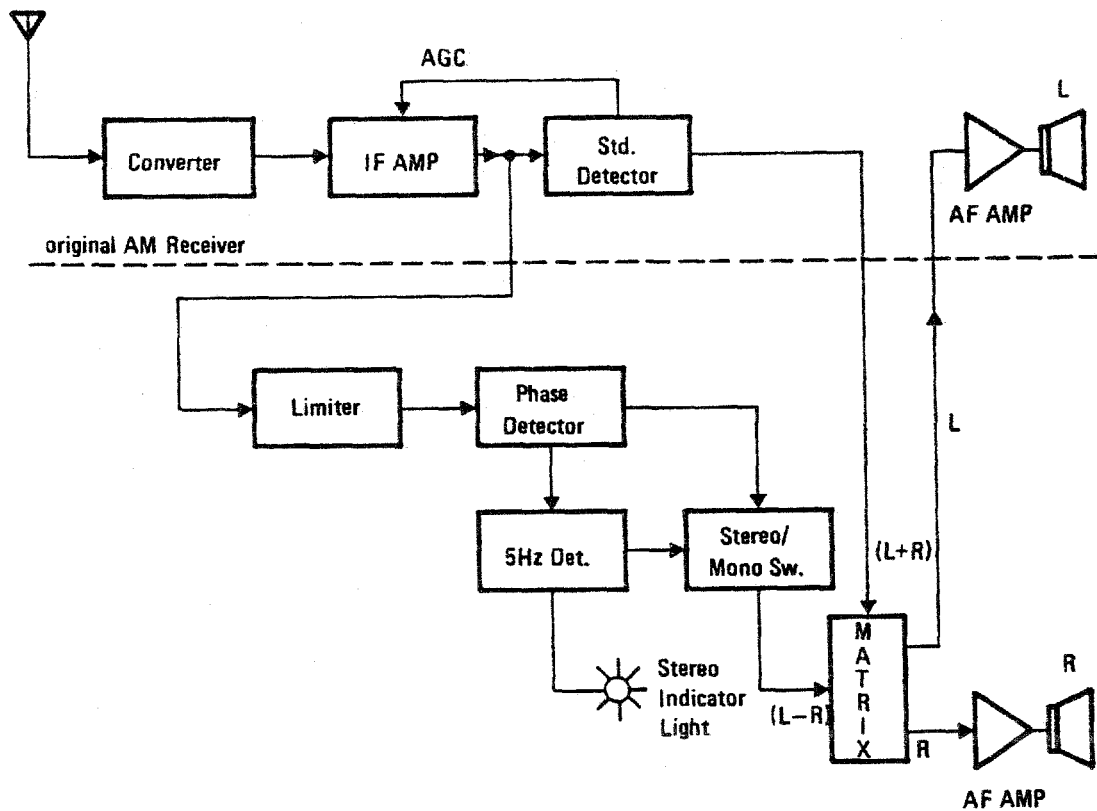 AGC
L
Converter
IF AMP
Std.
Detector
AF AMP
original AM Receiver
Limiter
Phase
Detector
L
5Hz Det.
Stereo/
Mono Sw.
(L+R)
MATRIX
Stereo
Indicator
Light
(L-R)
R
R
AF AMP